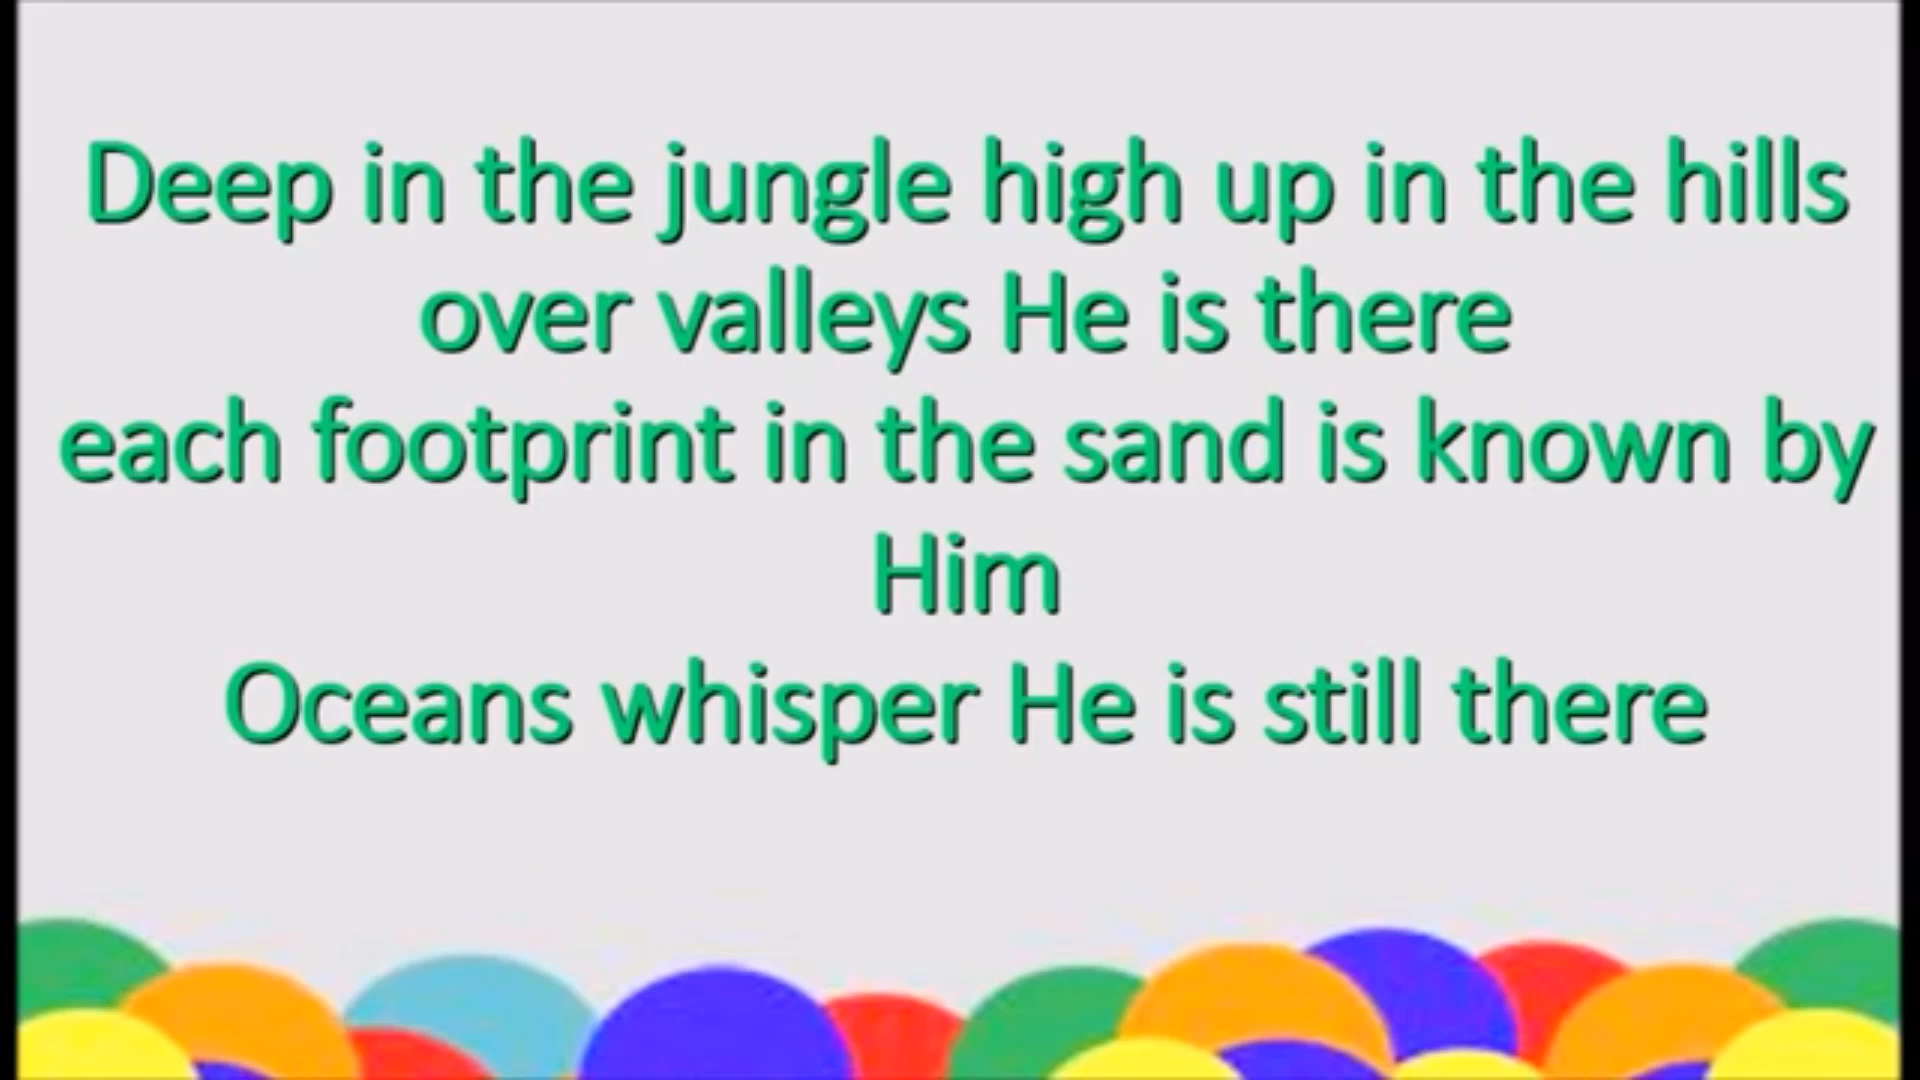 Deep in the jungle high up in the hills
over valleys He is there
each footprint in the sand is known by
Him
Oceans whisper He is still there